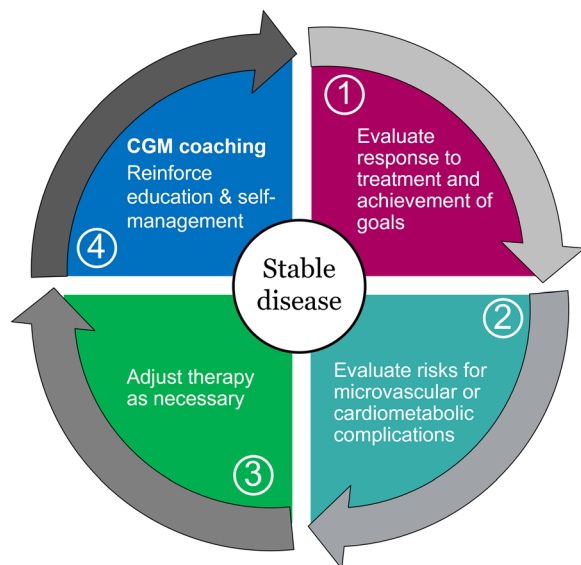 1
Evaluate
response to
treatment and
achievement of
goals
2
Evaluate risks for
microvascular or
cardiometabolic
complications
3
Adjust therapy
as necessary
4
CGM coaching
Reinforce
education & self-
management
Stable
disease